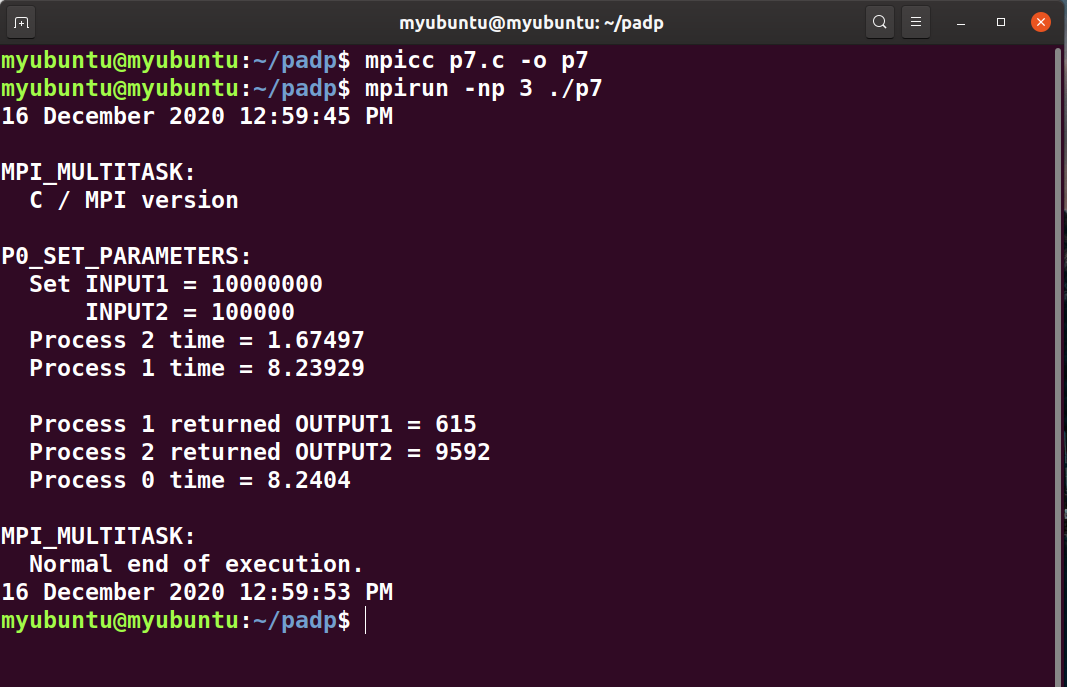 myubuntu@myubuntu: ~/padp
myubuntu@myubuntu:~/padp$ mpicc p7.c -o p7
myubuntu@myubuntu:~/padp$ mpirun -np 3 ./p7
16 December 2020 12:59:45 PM
MPI_MULTITASK:
  C / MPI version
P0_SET_PARAMETERS:
  Set INPUT1 = 10000000
      INPUT2 = 100000
  Process 2 time = 1.67497
  Process 1 time = 8.23929
  Process 1 returned OUTPUT1 = 615
  Process 2 returned OUTPUT2 = 9592
  Process 0 time = 8.2404
MPI_MULTITASK:
  Normal end of execution.
16 December 2020 12:59:53 PM
myubuntu@myubuntu:~/padp$